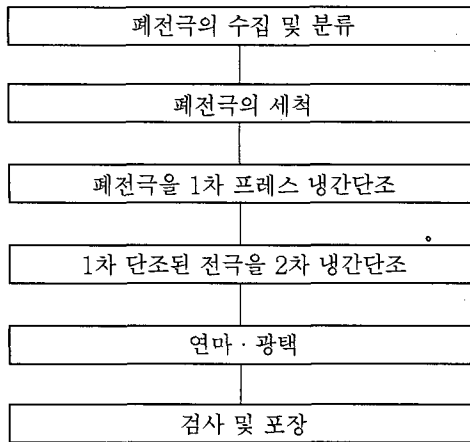 폐전극의 수집 및 분류
폐전극의 세척
폐전극을 1차 프레스 냉간단조
1차 단조된 전극을 2차 냉간단조
연마 · 광택
검사 및 포장